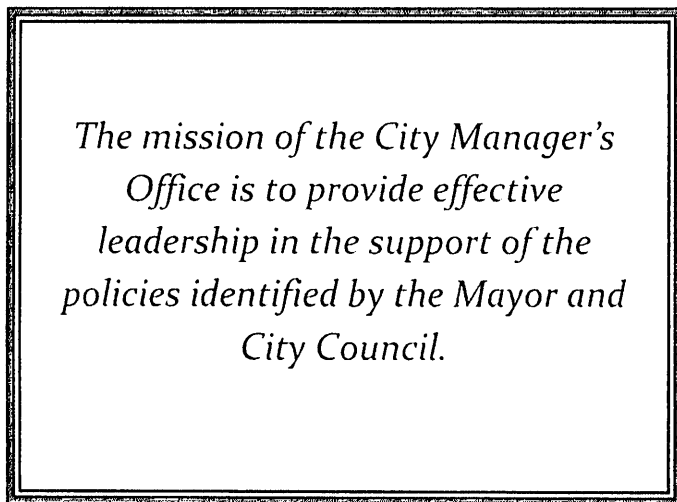 The mission of the City Manager's
Office is to provide effective
leadership in the support of the
policies identified by the Mayor and
City Council.